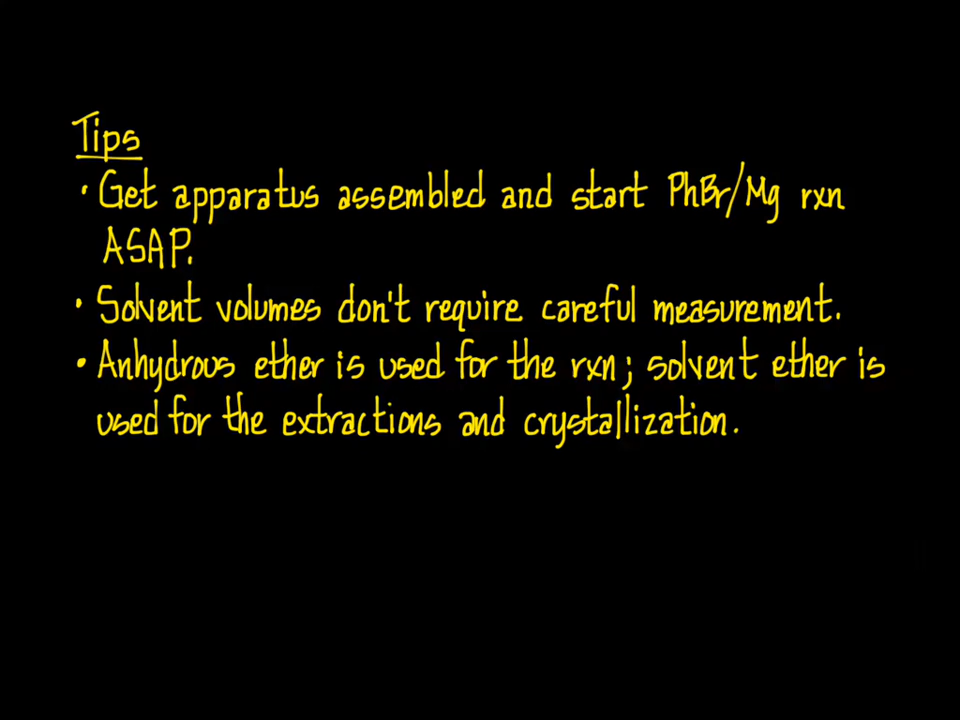 Tips
• Get apparatus assembled and start PhBr/Mg rxn
ASAP.
• Solvent volumes don't require careful measurement.
• Anhydrous ether is used for the rxn; solvent ether is
used for the extractions and crystallization.